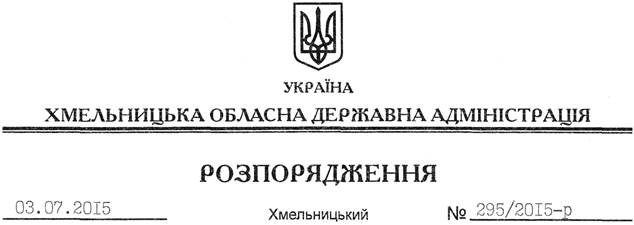 УКРАЇНА
ХМЕЛЬНИЦЬКА ОБЛАСНА ДЕРЖАВНА АДМІНІСТРАЦІЯ
РОЗПОРЯДЖЕННЯ
03.07.2015 Хмельницький № 295/2015-р